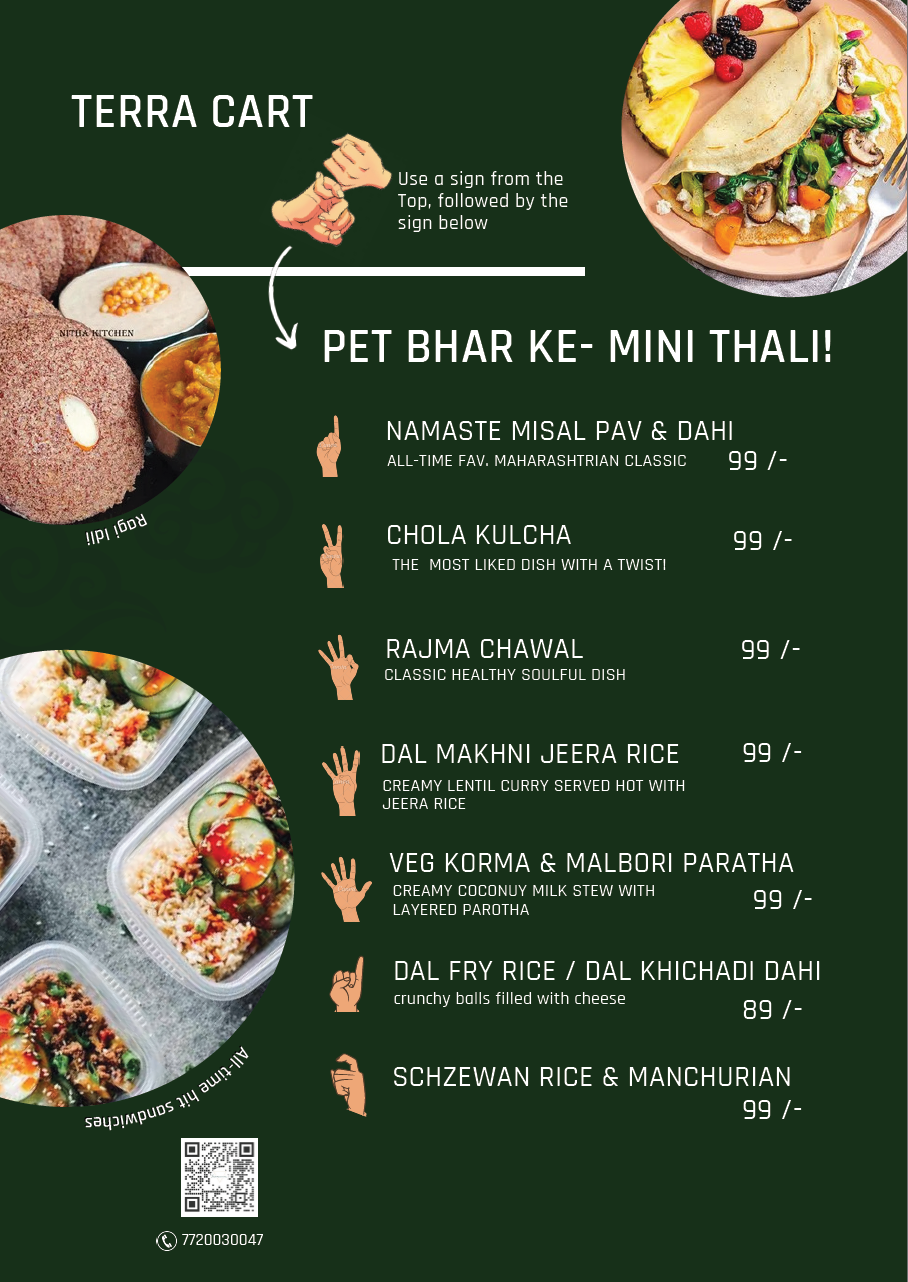 TERRA CART
Use a sign from the
Top, followed by the
sign below
NITHA KITCHEN
PET BHAR KE- MINI THALI!
NAMASTE MISAL PAV & DAHI
ALL-TIME FAV. MAHARASHTRIAN CLASSIC 99 /-
Ragi Idli
CHOLA KULCHA 99 /-
THE MOST LIKED DISH WITH A TWIST!
RAJMA CHAWAL 99 /-
CLASSIC HEALTHY SOULFUL DISH
DAL MAKHNI JEERA RICE 99 /-
CREAMY LENTIL CURRY SERVED HOT WITH
JEERA RICE
VEG KORMA & MALBORI PARATHA
CREAMY COCONUY MILK STEW WITH
LAYERED PAROTHA 99 /-
DAL FRY RICE / DAL KHICHADI DAHI
crunchy balls filled with cheese
89 /-
SCHZEWAN RICE & MANCHURIAN
99 /-
All-time hit sandwiches
7720030047